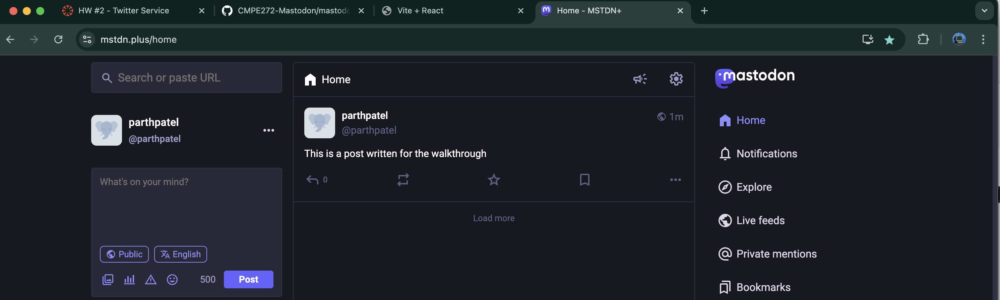 HW #2 - Twitter Service
CMPE272-Mastodon/mastod
Vite + React
Home - MSTDN+
mstdn.plus/home
Search or paste URL
parthpatel
@parthpatel
What's on your mind?
Public
English
500
Post
Home
parthpatel
@parthpatel
1m
This is a post written for the walkthrough
0
Load more
mastodon
Home
Notifications
Explore
Live feeds
Private mentions
Bookmarks